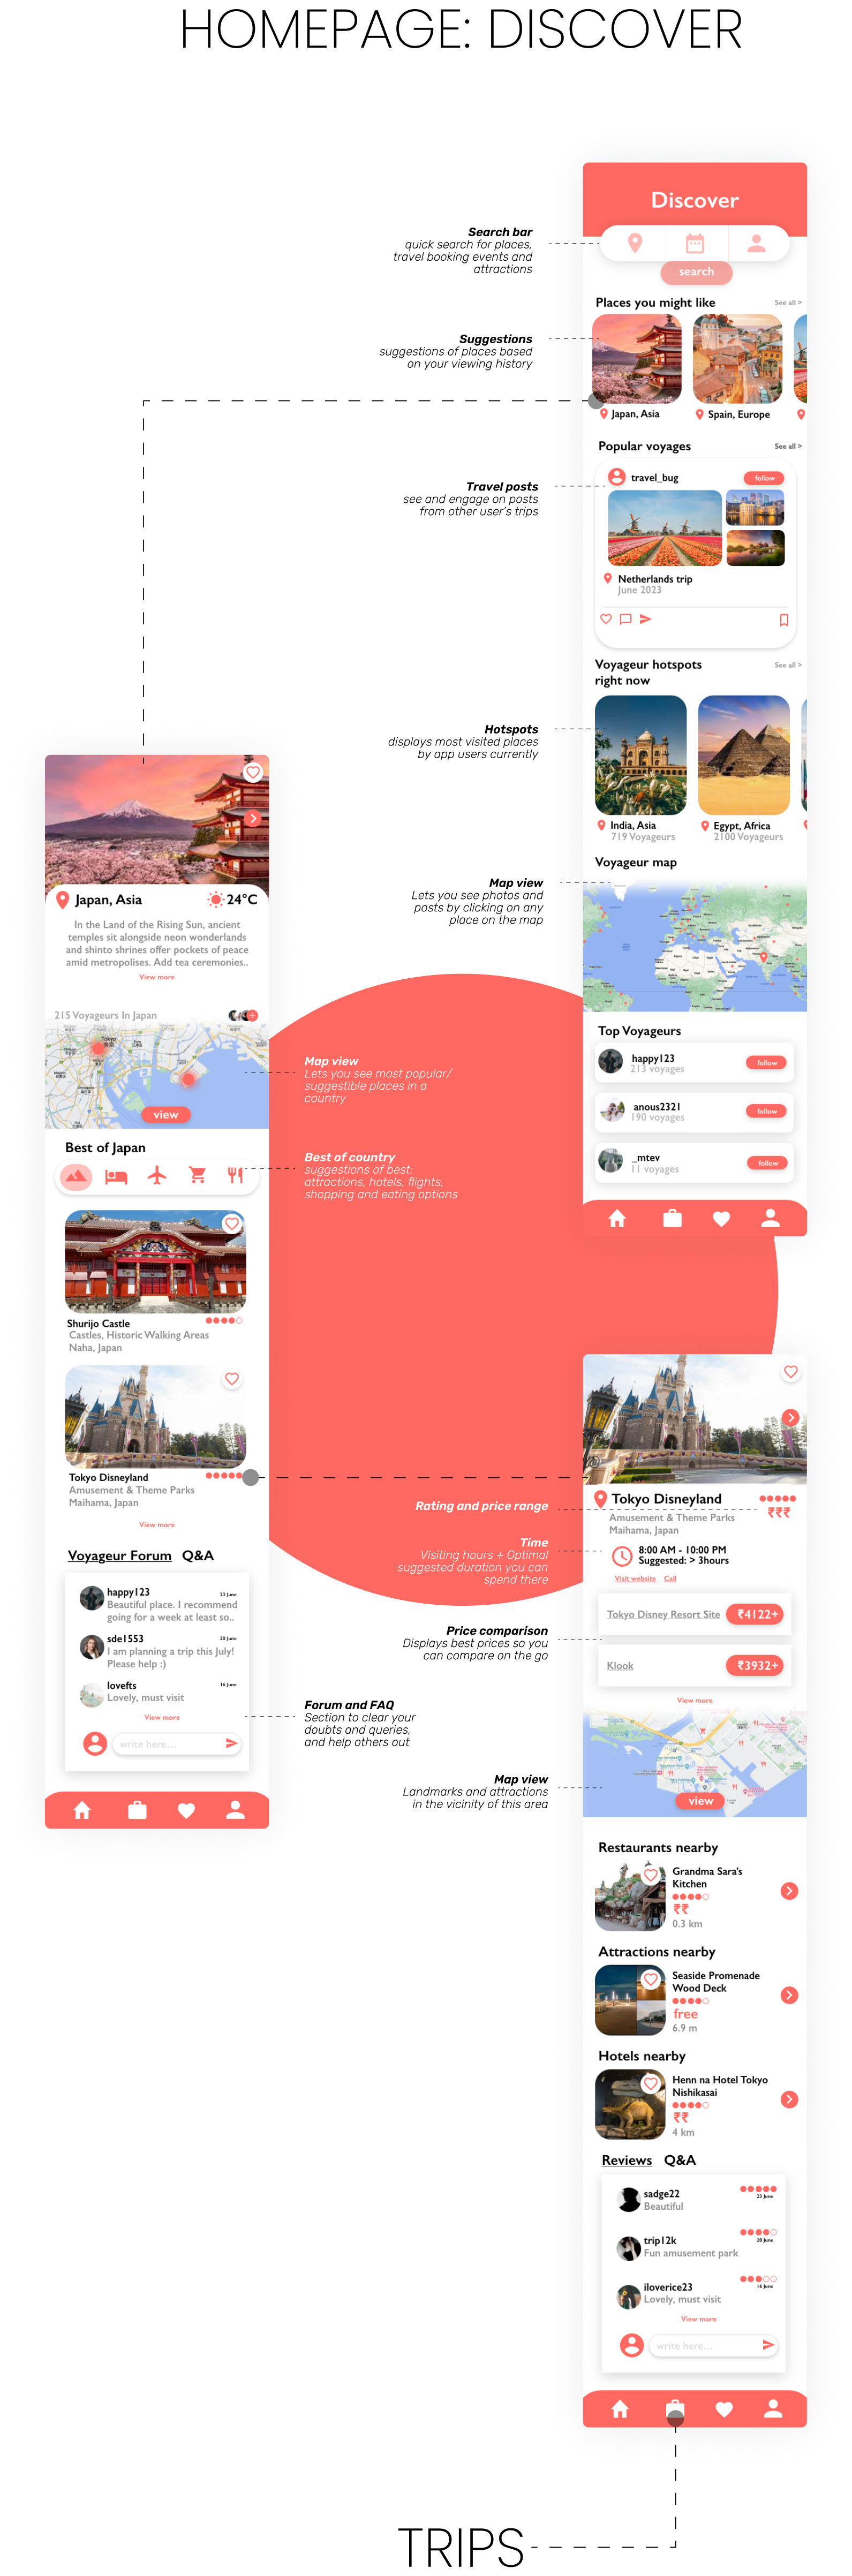 HOMEPAGE: DISCOVER
Discover
Search bar
quick search for places,
travel booking events and
attractions
search
Places you might like
See all >
Suggestions
suggestions of places based
on your viewing history
Japan, Asia
Spain, Europe
Popular voyages
See all >
Travel posts
see and engage on posts
from other user's trips
travel_bug
follow
Netherlands trip
June 2023
Voyageur hotspots
right now
See all >
Hotspots
displays most visited places
by app users currently
India, Asia
719 Voyageurs
Egypt, Africa
2100 Voyageurs
Voyageur map
Map view
Lets you see photos and
posts by clicking on any
place on the map
Top Voyageurs
happy123
213 voyages
follow
anous2321
190 voyages
follow
_mtev
11 voyages
follow
Japan, Asia
24°C
In the Land of the Rising Sun, ancient
temples sit alongside neon wonderlands
and shinto shrines offer pockets of peace
amid metropolises. Add tea ceremonies..
View more
215 Voyageurs In Japan
Tokyo
view
Map view
Lets you see most popular/
suggestible places in a
country
Best of Japan
Best of country
suggestions of best:
attractions, hotels, flights,
shopping and eating options
Shurijo Castle
Castles, Historic Walking Areas
Naha, Japan
Tokyo Disneyland
Amusement & Theme Parks
Maihama, Japan
View more
Voyageur Forum Q&A
happy123
23 June
Beautiful place. I recommend
going for a week at least so..
sde1553
20 June
I am planning a trip this July!
Please help :)
lovefts
16 June
Lovely, must visit
View more
write here...
Forum and FAQ
Section to clear your
doubts and queries,
and help others out
Rating and price range
Tokyo Disneyland
₹₹₹
Amusement & Theme Parks
Maihama, Japan
Time
Visiting hours + Optimal
suggested duration you can
spend there
8:00 AM - 10:00 PM
Suggested: > 3hours
Visit website Call
Price comparison
Displays best prices so you
can compare on the go
Tokyo Disney Resort Site
₹4122+
Klook
₹3932+
View more
Map view
Landmarks and attractions
in the vicinity of this area
view
Restaurants nearby
Grandma Sara's
Kitchen
₹₹
0.3 km
Attractions nearby
Seaside Promenade
Wood Deck
free
6.9 m
Hotels nearby
Henn na Hotel Tokyo
Nishikasai
₹₹
4 km
Reviews Q&A
sadge22
23 June
Beautiful
trip12k
20 June
Fun amusement park
iloverice23
16 June
Lovely, must visit
View more
write here...
TRIPS